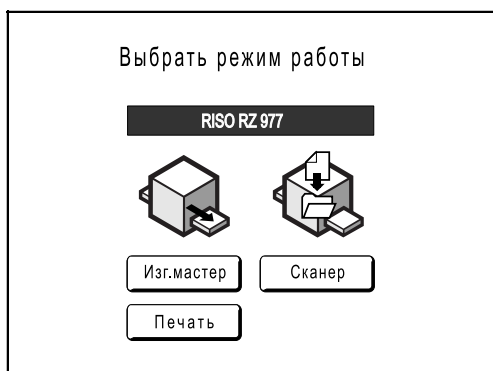 Выбрать режим работы
RISO RZ 977
Изг.мастер
Сканер
Печать